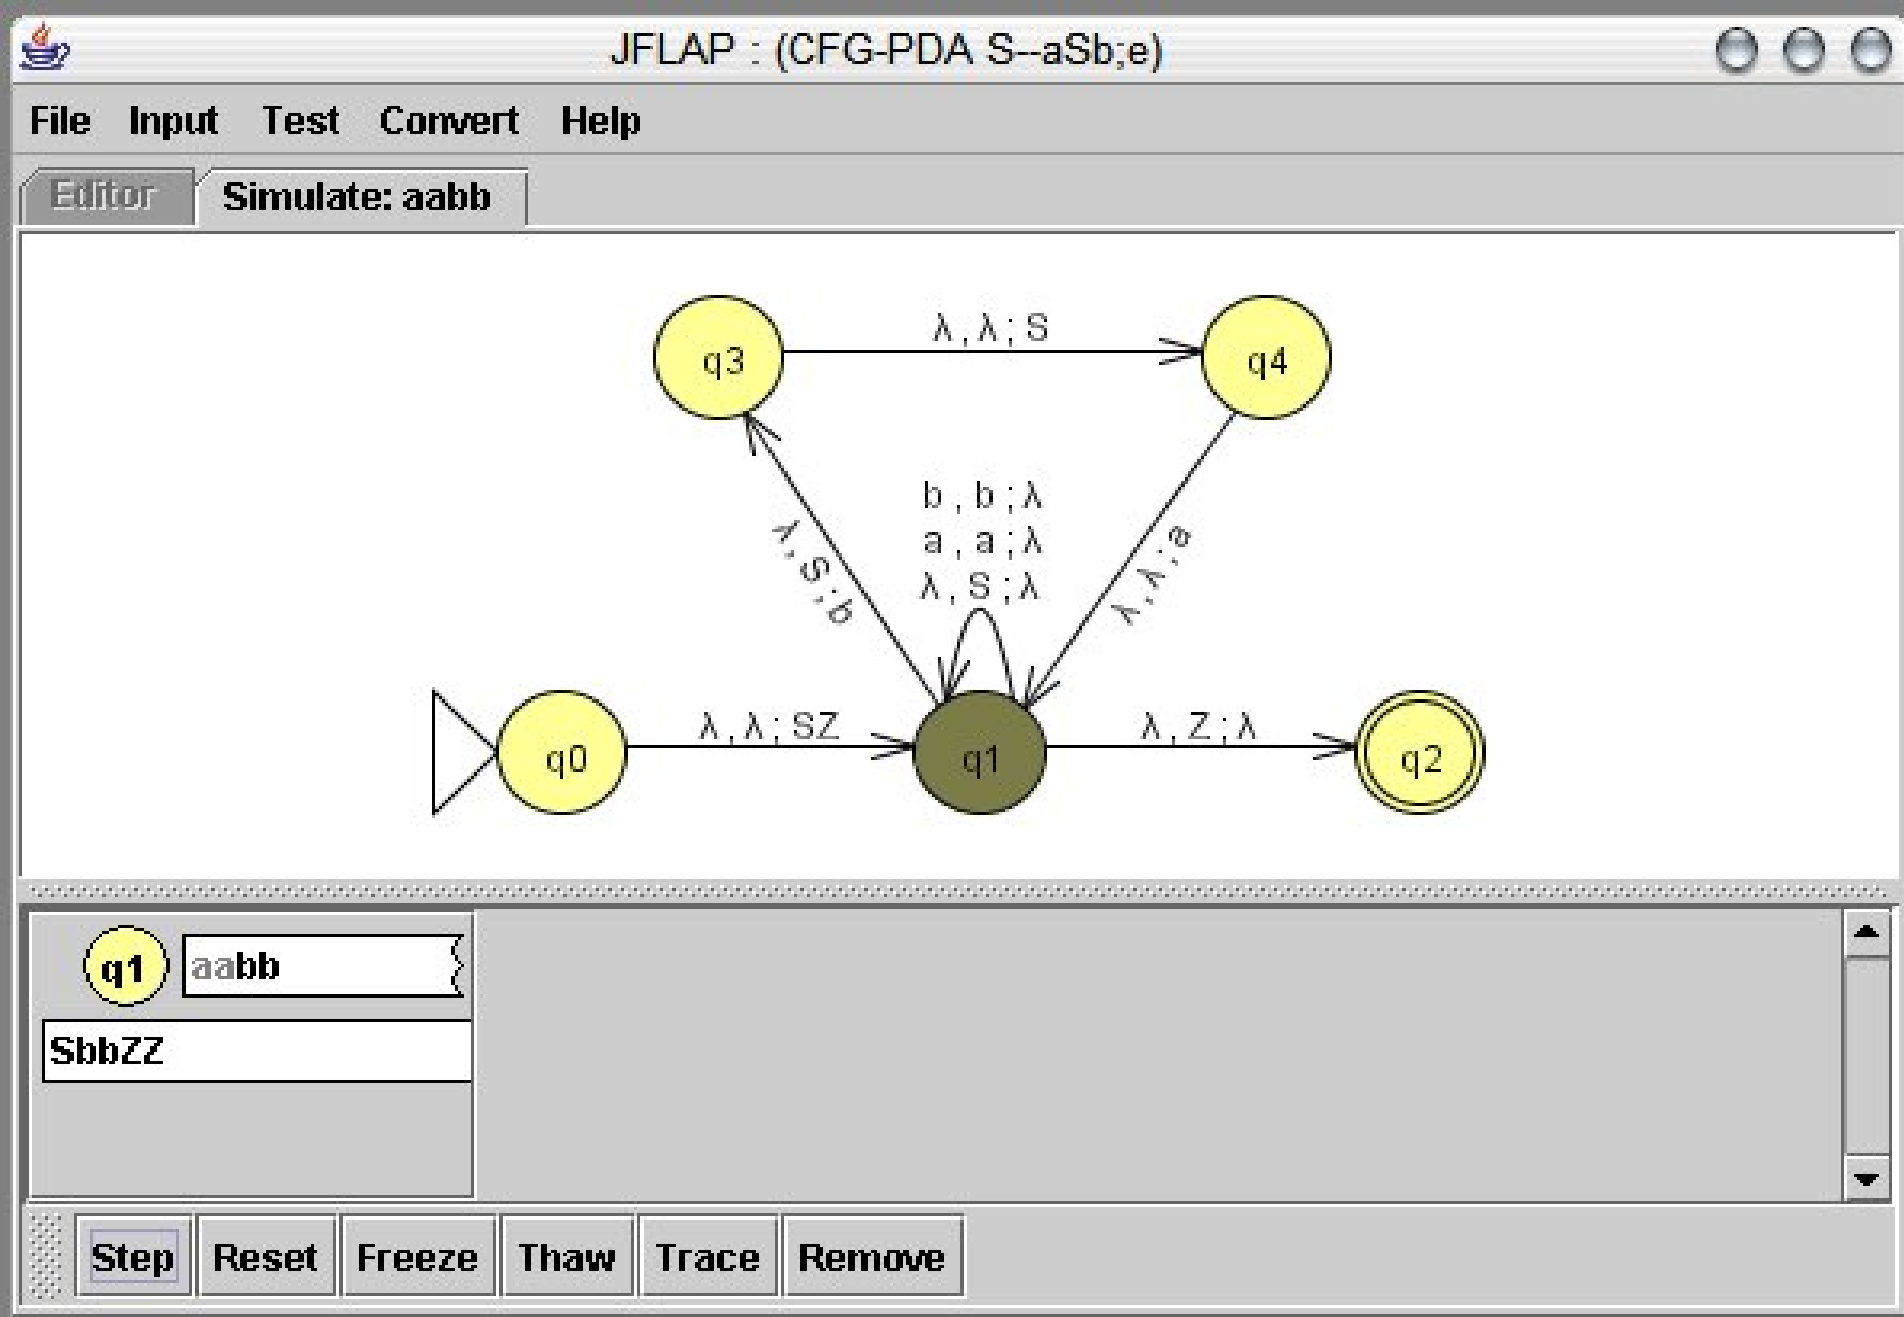 JFLAP : (CFG-PDA S--aSb;e)
File Input Test Convert Help
Editor Simulate: aabb
λ , λ ; S
q3 q4
b , b ; λ
a , a ; λ
λ , S ; λ
λ , S ; b
λ , λ ; a
λ , λ ; SZ
λ , Z ; λ
q0 q1 q2
q1 aabb
SbbZZ
Step Reset Freeze Thaw Trace Remove